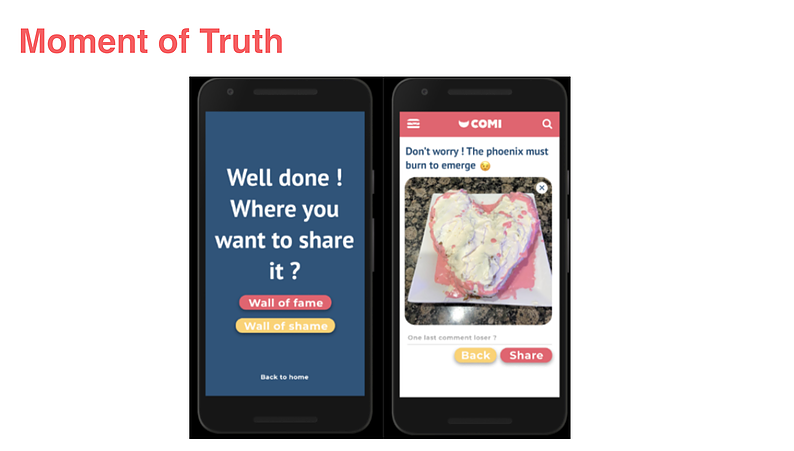 Moment of Truth
Well done !
Where you
want to share
it ?
Wall of fame
Wall of shame
Back to home
COMI
Don't worry ! The phoenix must
burn to emerge 😉
One last comment loser ?
Back
Share